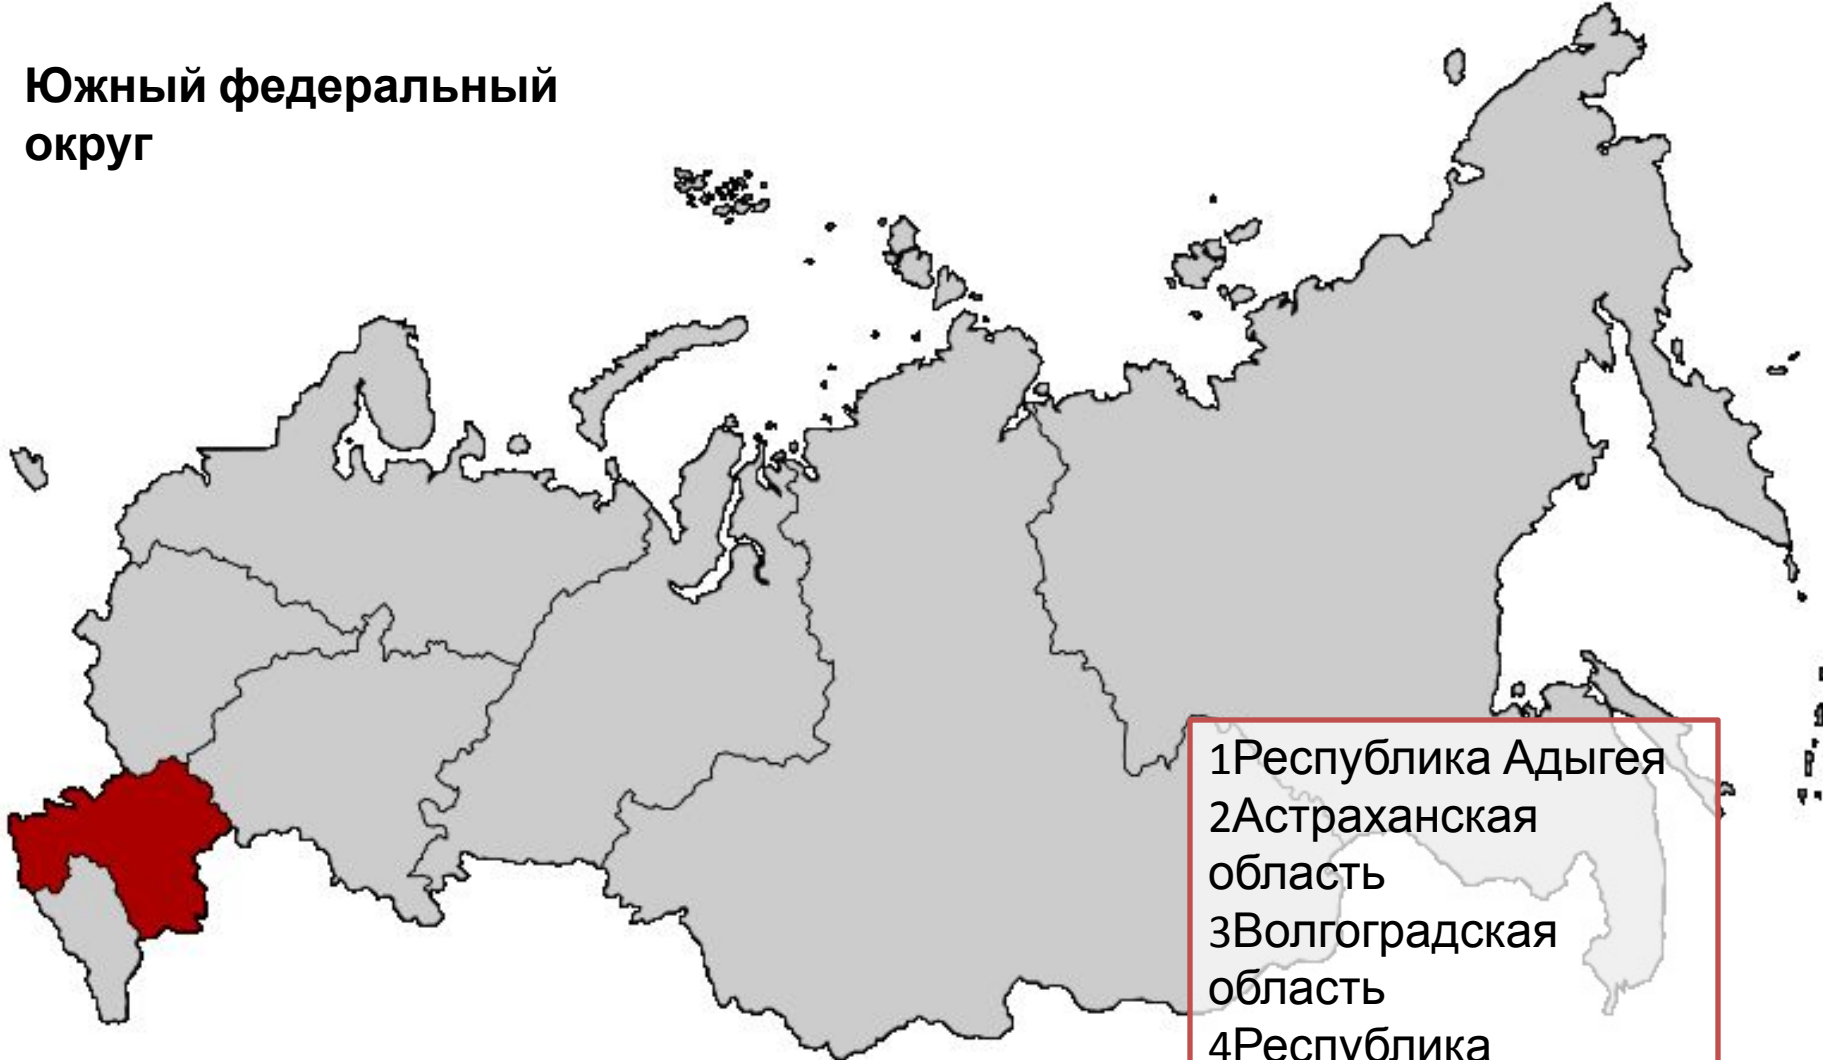 Южный федеральный
округ
1Республика Адыгея
2Астраханская
область
3Волгоградская
область
4Республика